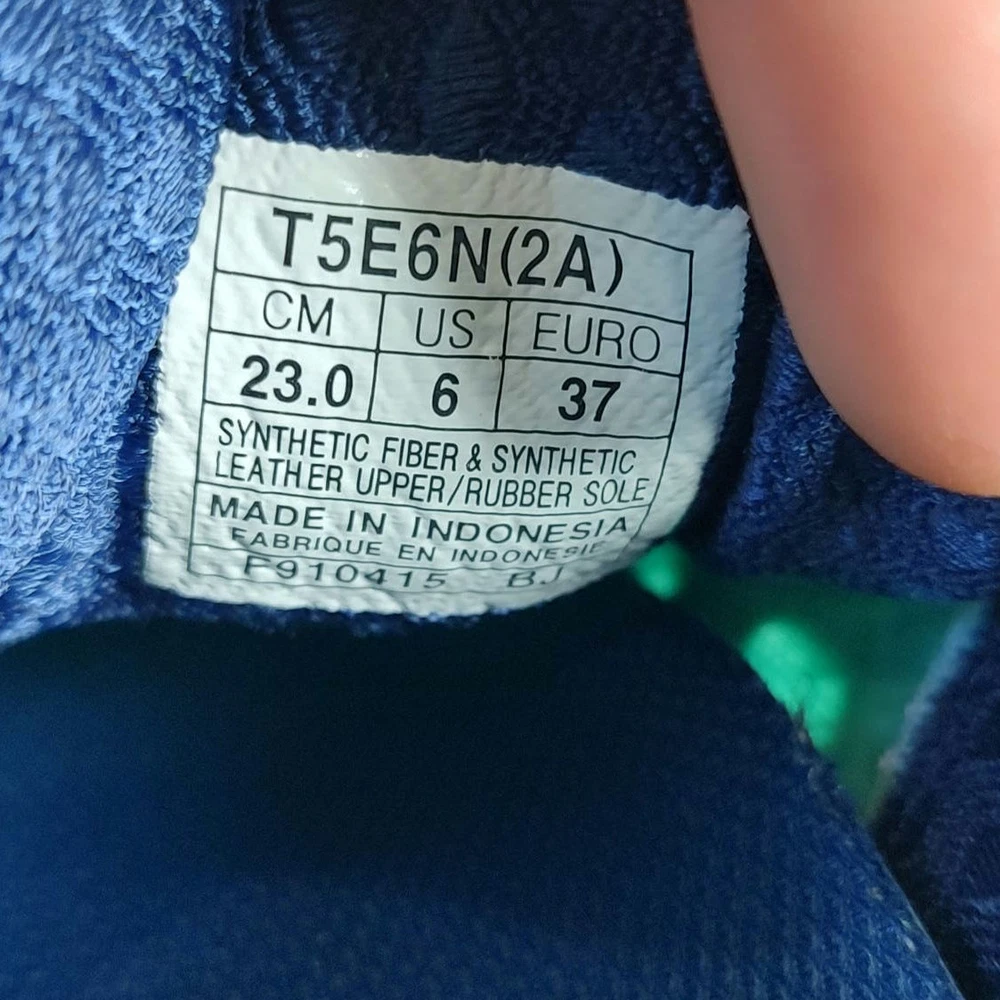 T5E6N(2A)
CM US EURO
23.0 6 37
SYNTHETIC FIBER & SYNTHETIC
LEATHER UPPER/RUBBER SOLE
MADE IN INDONESIA
FABRIQUE EN INDONESIE
F910415 BJ